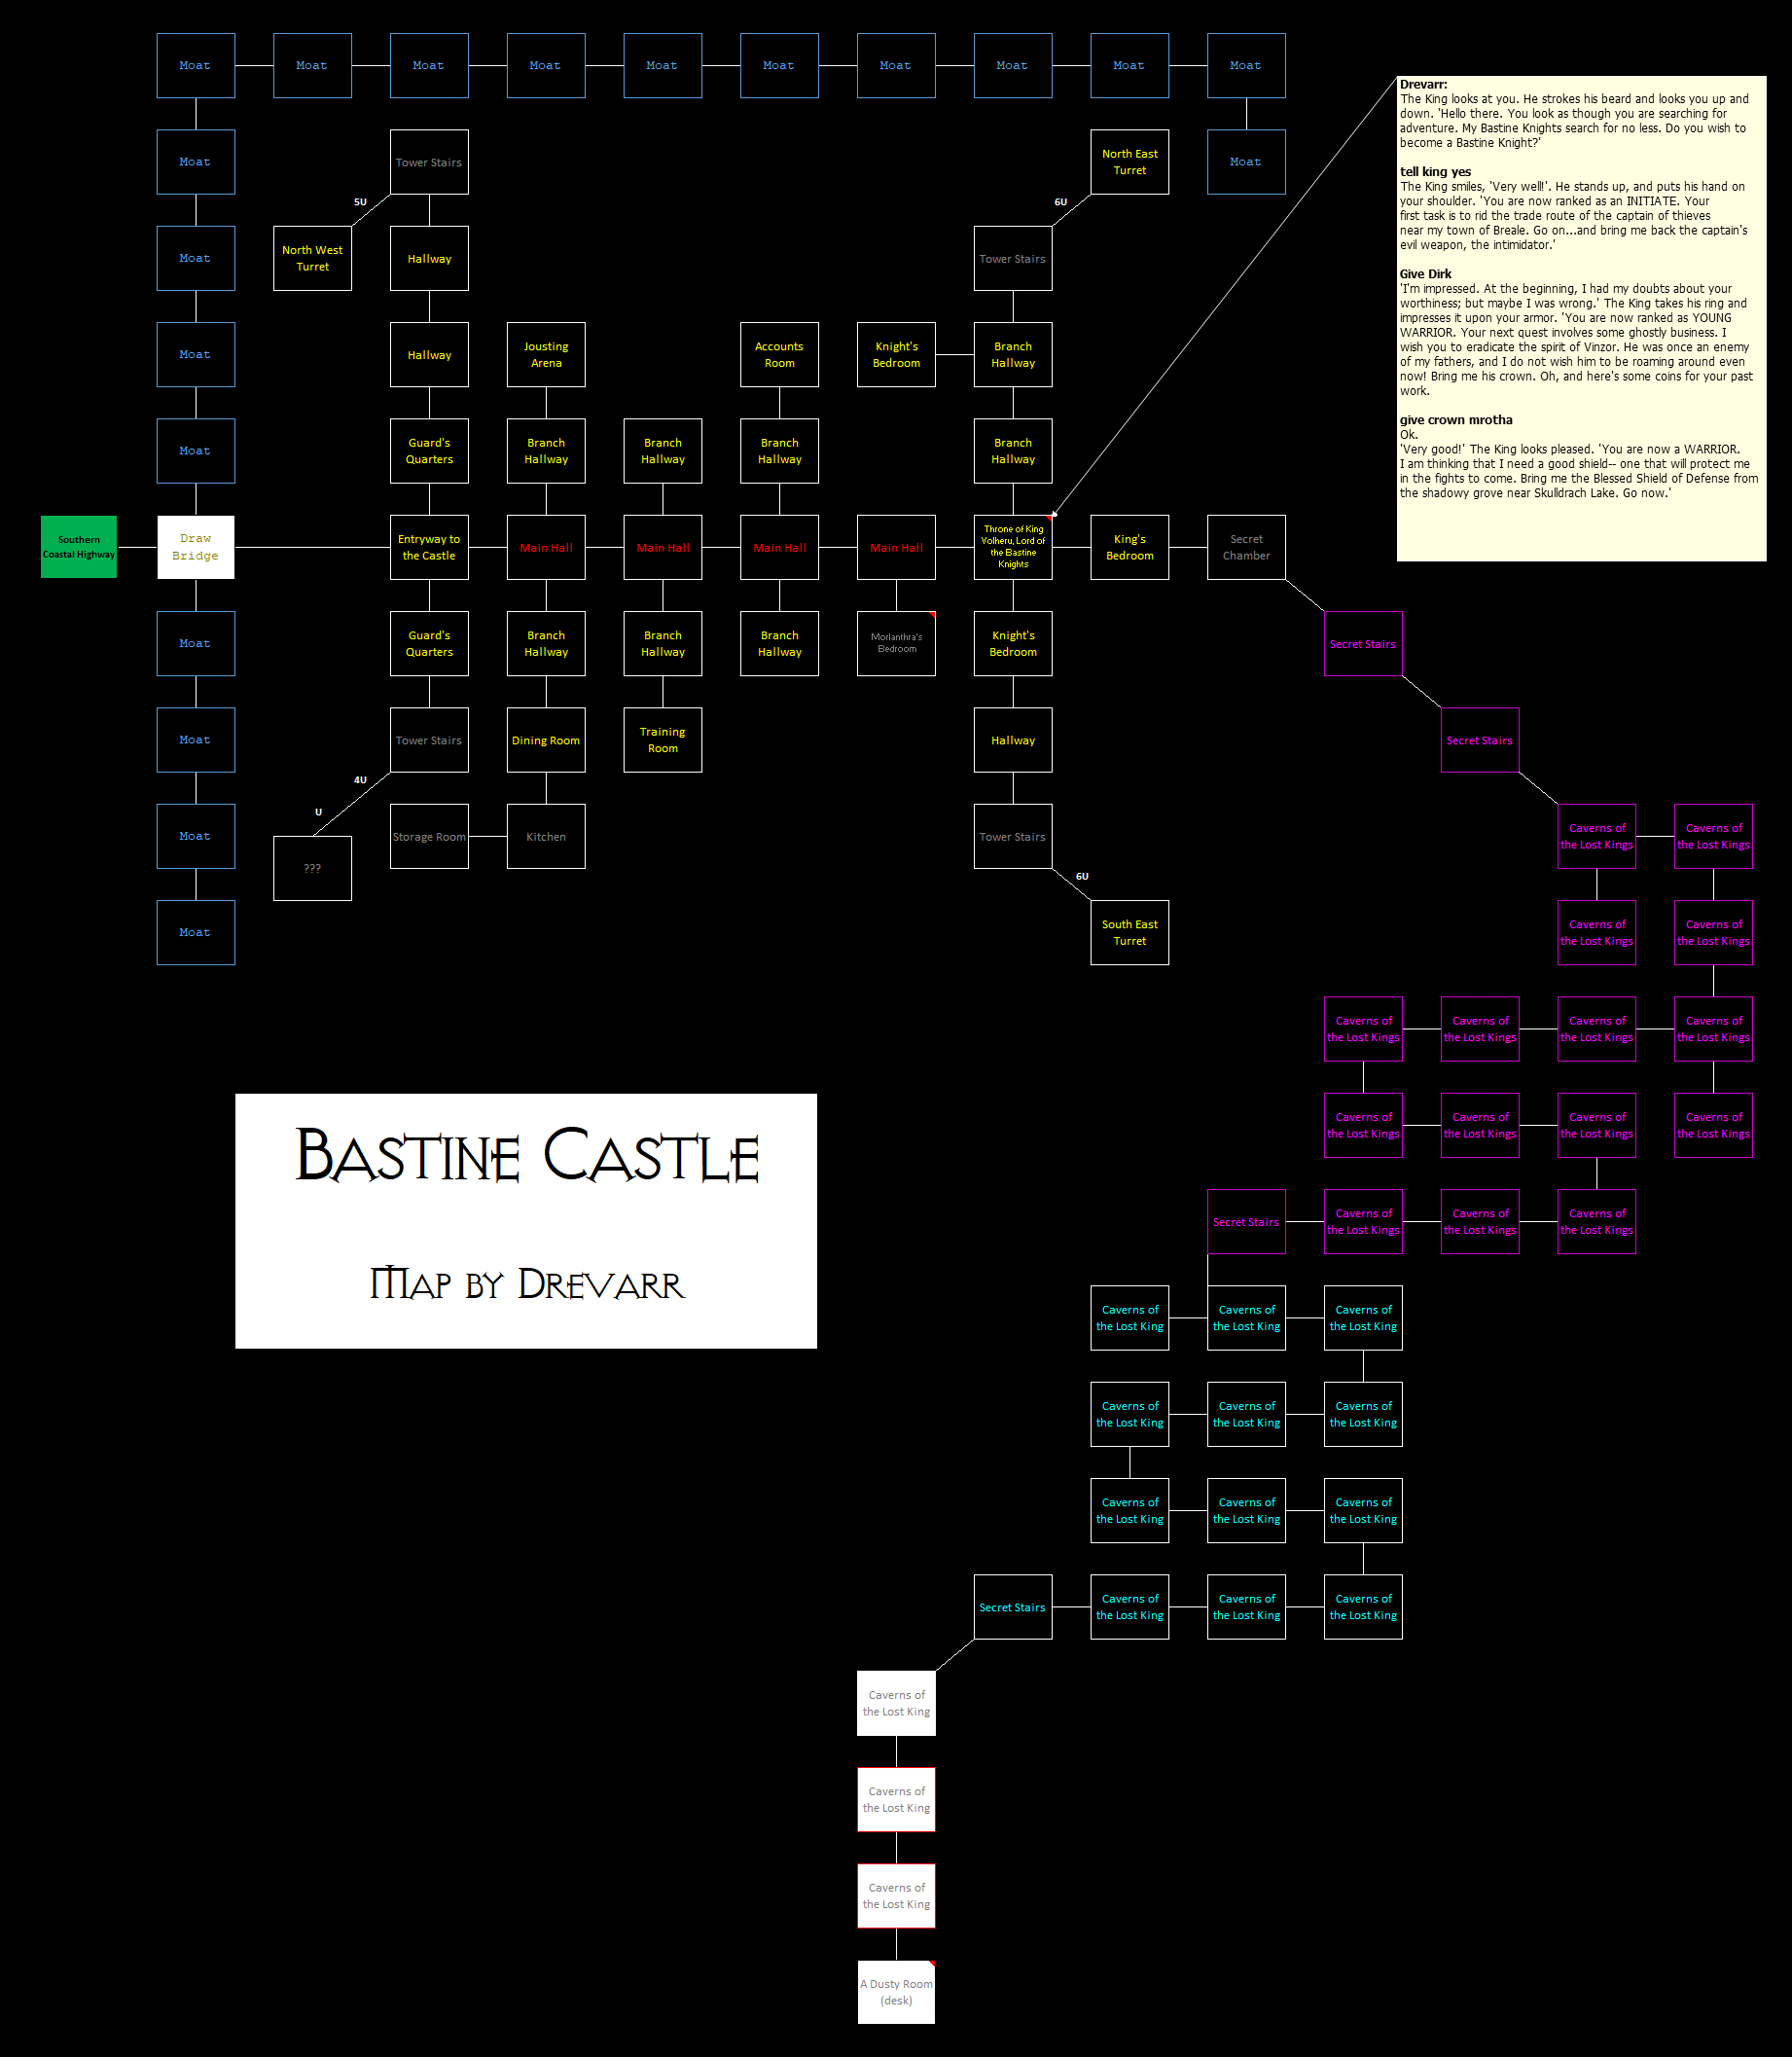 Moat Moat Moat Moat Moat Moat Moat Moat Moat Moat
Drevarr:
The King looks at you. He strokes his beard and looks you up and
down. 'Hello there. You look as though you are searching for
adventure. My Bastine Knights search for no less. Do you wish to
become a Bastine Knight?'
tell king yes
The King smiles, 'Very well!'. He stands up, and puts his hand on
your shoulder. 'You are now ranked as an INITIATE. Your
first task is to rid the trade route of the captain of thieves
near my town of Breale. Go on...and bring me back the captain's
evil weapon, the intimidator.'
Give Dirk
'I'm impressed. At the beginning, I had my doubts about your
worthiness; but maybe I was wrong.' The King takes his ring and
impresses it upon your armor. 'You are now ranked as YOUNG
WARRIOR. Your next quest involves some ghostly business. I
wish you to eradicate the spirit of Vinzor. He was once an enemy
of my fathers, and I do not wish him to be roaming around even
now! Bring me his crown. Oh, and here's some coins for your past
work.
give crown mrotha
Ok.
'Very good!' The King looks pleased. 'You are now a WARRIOR.
I am thinking that I need a good shield-- one that will protect me
in the fights to come. Bring me the Blessed Shield of Defense from
the shadowy grove near Skulldrach Lake. Go now.'
Moat
Tower Stairs
North East
Turret
Moat
5U
6U
Moat
North West
Turret
Hallway
Tower Stairs
Moat
Hallway
Jousting
Arena
Accounts
Room
Knight's
Bedroom
Branch
Hallway
Moat
Guard's
Quarters
Branch
Hallway
Branch
Hallway
Branch
Hallway
Branch
Hallway
Southern
Coastal Highway
Draw
Bridge
Entryway to
the Castle
Main Hall
Main Hall
Main Hall
Main Hall
Throne of King
Volheru, Lord of
the Bastine
Knights
King's
Bedroom
Secret
Chamber
Moat
Guard's
Quarters
Branch
Hallway
Branch
Hallway
Branch
Hallway
Morlanthra's
Bedroom
Knight's
Bedroom
Secret Stairs
Moat
Tower Stairs
Dining Room
Training
Room
Hallway
Secret Stairs
4U
U
Moat
???
Storage Room
Kitchen
Tower Stairs
Caverns of
the Lost Kings
Caverns of
the Lost Kings
6U
Moat
South East
Turret
Caverns of
the Lost Kings
Caverns of
the Lost Kings
Caverns of
the Lost Kings
Caverns of
the Lost Kings
Caverns of
the Lost Kings
Caverns of
the Lost Kings
Caverns of
the Lost Kings
Caverns of
the Lost Kings
Caverns of
the Lost Kings
Caverns of
the Lost Kings
Bastine Castle
Map by Drevarr
Secret Stairs
Caverns of
the Lost Kings
Caverns of
the Lost Kings
Caverns of
the Lost Kings
Caverns of
the Lost King
Caverns of
the Lost King
Caverns of
the Lost King
Caverns of
the Lost King
Caverns of
the Lost King
Caverns of
the Lost King
Caverns of
the Lost King
Caverns of
the Lost King
Caverns of
the Lost King
Secret Stairs
Caverns of
the Lost King
Caverns of
the Lost King
Caverns of
the Lost King
Caverns of
the Lost King
Caverns of
the Lost King
Caverns of
the Lost King
A Dusty Room
(desk)